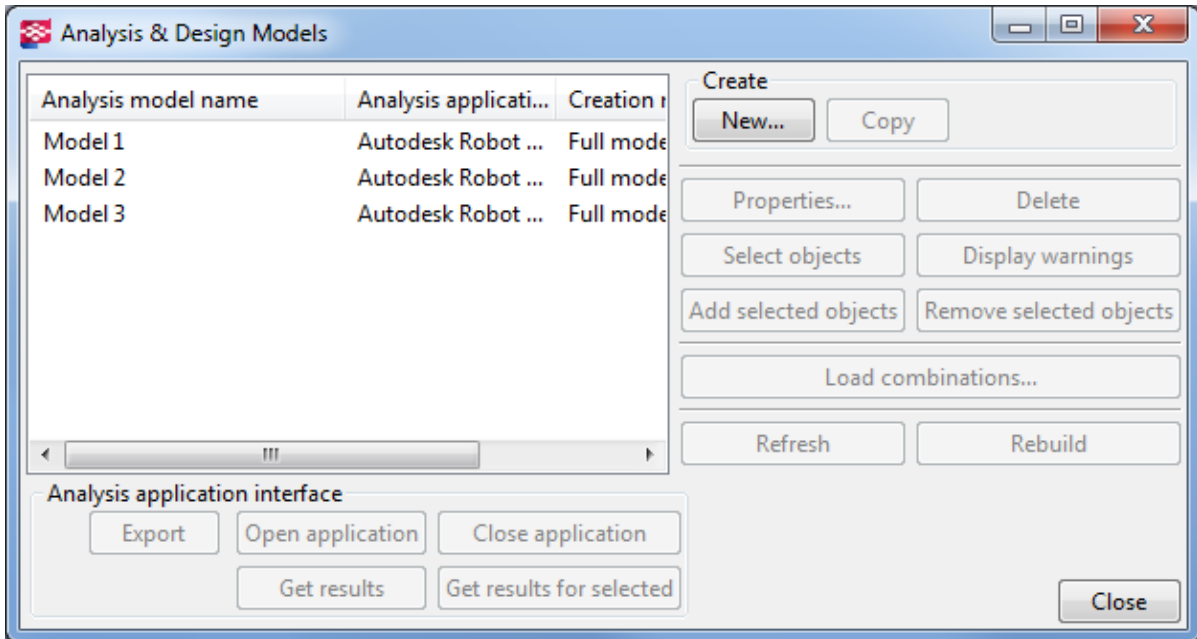 Analysis & Design Models
Analysis model name Analysis applicati... Creation r
Model 1 Autodesk Robot ... Full mode
Model 2 Autodesk Robot ... Full mode
Model 3 Autodesk Robot ... Full mode
Create
New... Copy
Properties... Delete
Select objects Display warnings
Add selected objects Remove selected objects
Load combinations...
Refresh Rebuild
Analysis application interface
Export Open application Close application
Get results Get results for selected
Close